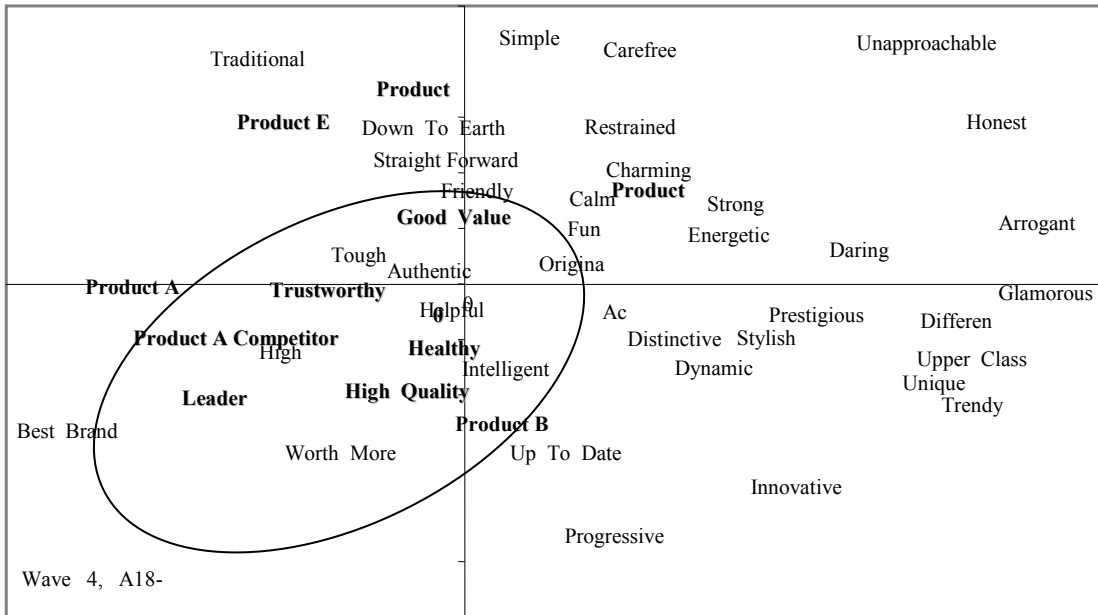 Simple
Carefree
Unapproachable
Traditional
Product
Product E
Down To Earth
Restrained
Honest
Straight Forward
Charming
Friendly
Product
Calm
Strong
Good Value
Arrogant
Fun
Energetic
Tough
Daring
Authentic
Origina
Product A
Trustworthy
Glamorous
0
Helpful
6
Ac
Prestigious
Differen
Product A Competitor
Distinctive
Stylish
High
Healthy
Upper Class
Intelligent
Dynamic
Unique
High Quality
Leader
Trendy
Product B
Best Brand
Worth More
Up To Date
Innovative
Progressive
Wave 4, A18-